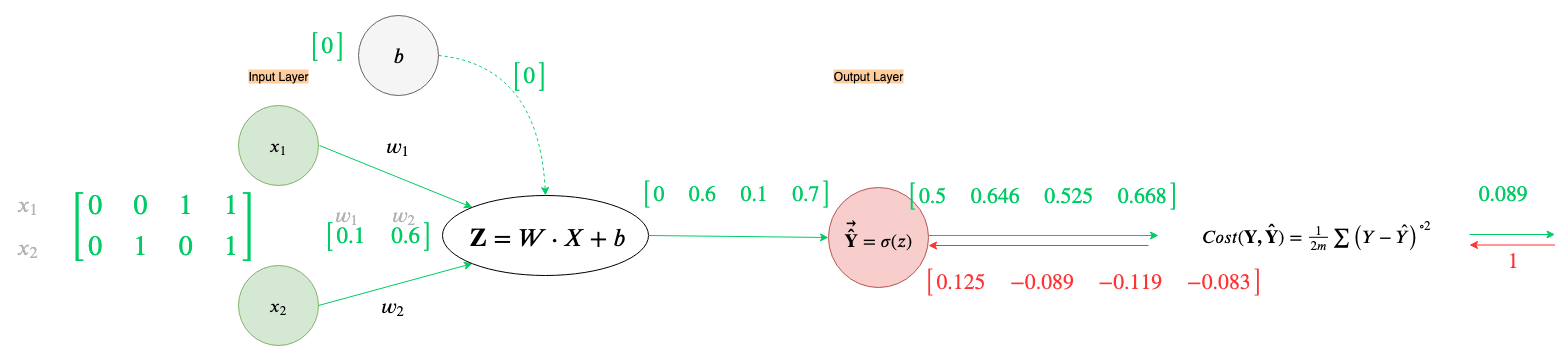 [0]
b
Input Layer
[0]
Output Layer
x₁
w₁
x₁ [0 0 1 1
x₂ 0 1 0 1]
w₁ w₂
[0.1 0.6]
Z = W · X + b
[0 0.6 0.1 0.7]
Ŷ = σ(z)
[0.5 0.646 0.525 0.668]
[0.125 −0.089 −0.119 −0.083]
Cost(Y, Ŷ) = 1/2m ∑ (Y − Ŷ)^∘2
0.089
1
x₂
w₂